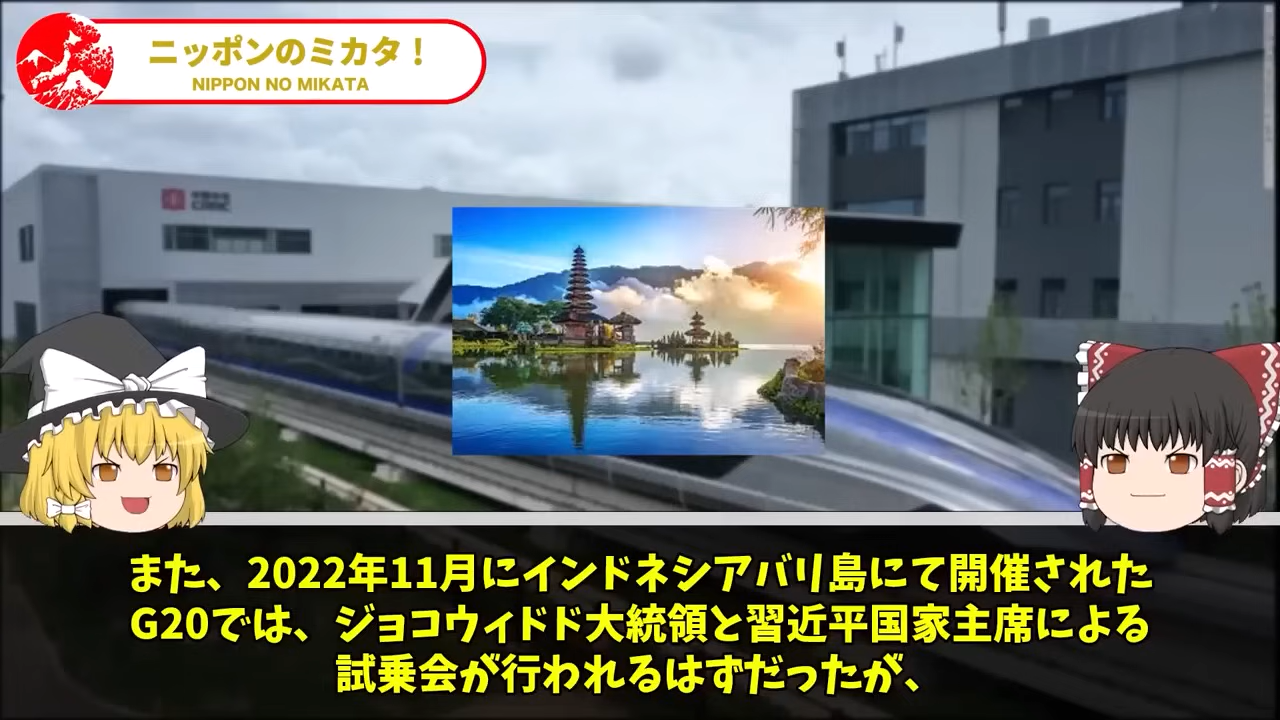 ニッポンのミカタ！
NIPPON NO MIKATA
また、2022年11月にインドネシアバリ島にて開催された
G20では、ジョコウィドド大統領と習近平国家主席による
試乗会が行われるはずだったが、